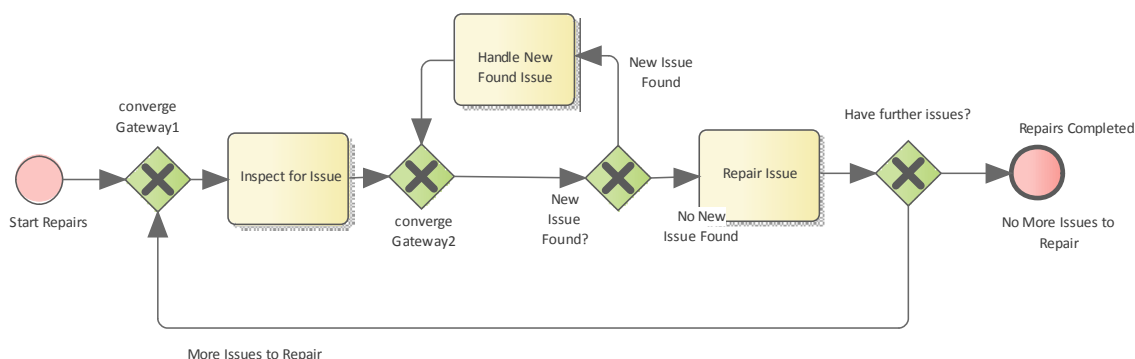 Handle New
Found Issue
New Issue
Found
converge
Gateway1
Have further issues?
Repairs Completed
Start Repairs
Inspect for Issue
converge
Gateway2
New
Issue
Found?
Repair Issue
No New
Issue Found
No More Issues to
Repair
More Issues to Repair